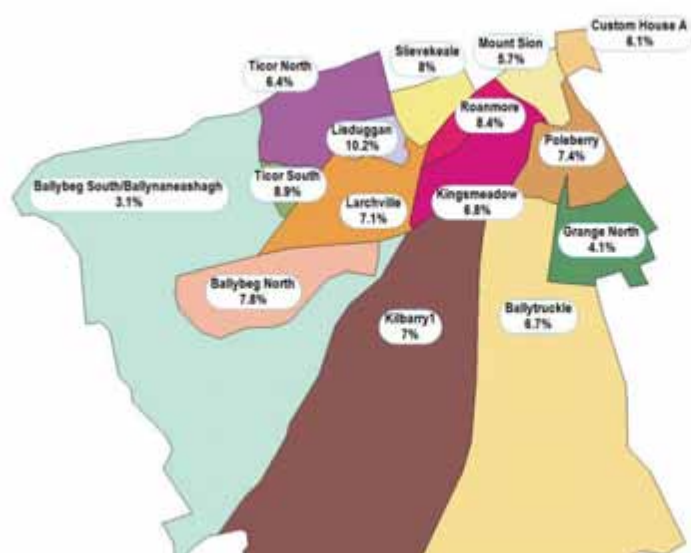 Custom House A
6.1%
Mount Sion
5.7%
Slievekeale
8%
Ticor North
6.4%
Roanmore
8.4%
Lisduggan
10.2%
Poleberry
7.4%
Ballybeg South/Ballynaneashagh
3.1%
Ticor South
8.9%
Larchville
7.1%
Kingsmeadow
6.8%
Grange North
4.1%
Ballybeg North
7.8%
Kilbarry1
7%
Ballytruckle
6.7%